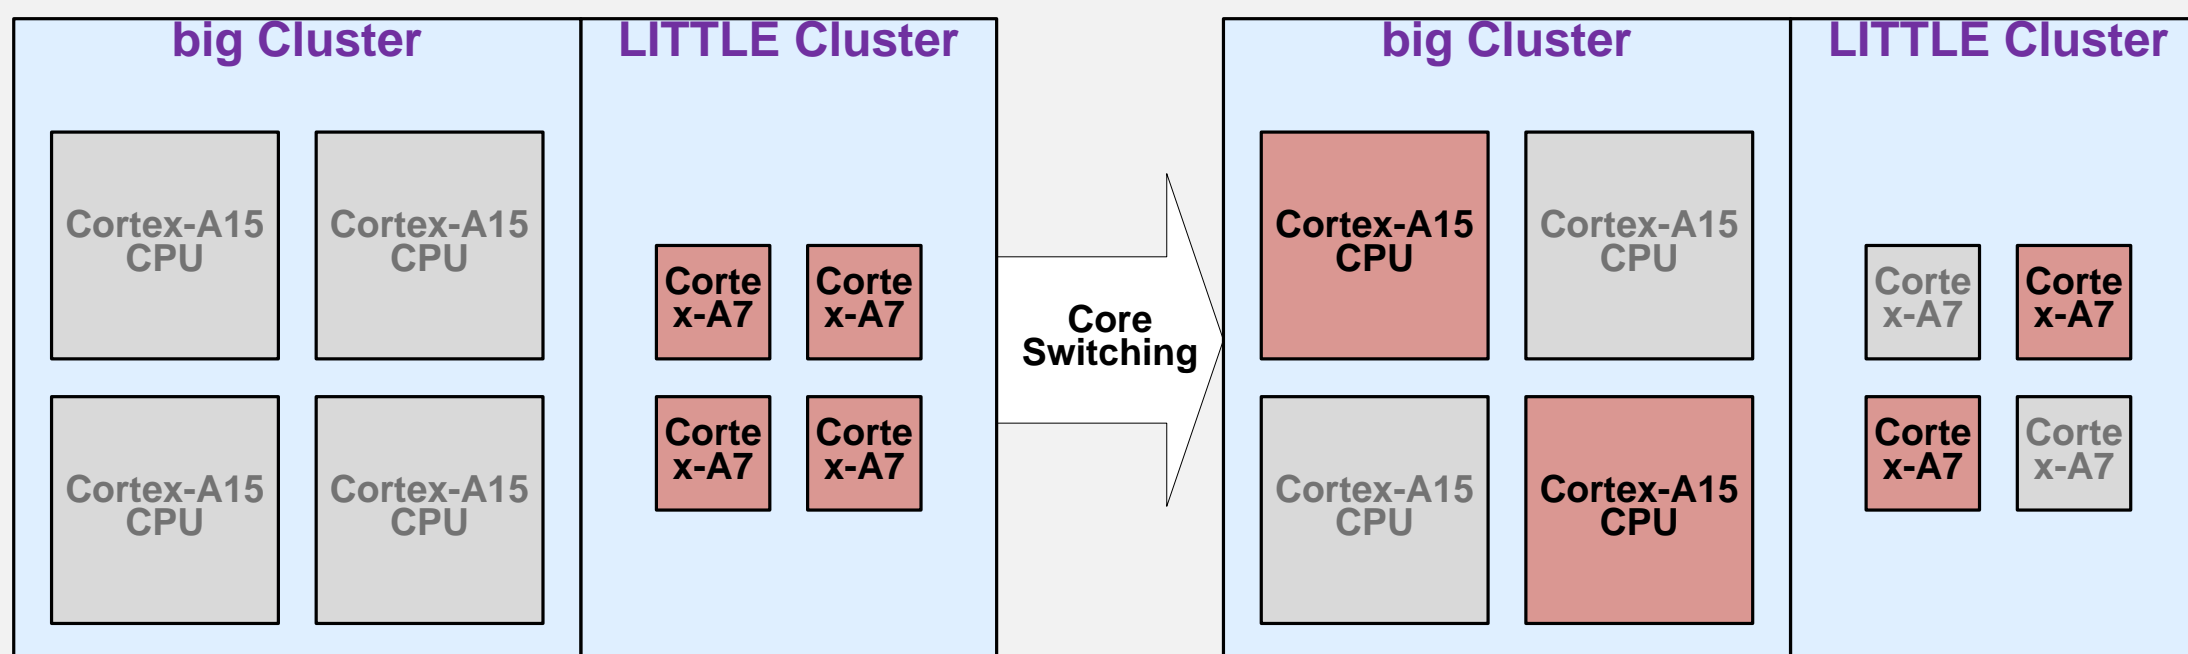 big Cluster
LITTLE Cluster
Cortex-A15
CPU
Cortex-A15
CPU
Cortex-A15
CPU
Cortex-A15
CPU
Corte
x-A7
Corte
x-A7
Corte
x-A7
Corte
x-A7
Core
Switching
big Cluster
LITTLE Cluster
Cortex-A15
CPU
Cortex-A15
CPU
Cortex-A15
CPU
Cortex-A15
CPU
Corte
x-A7
Corte
x-A7
Corte
x-A7
Corte
x-A7